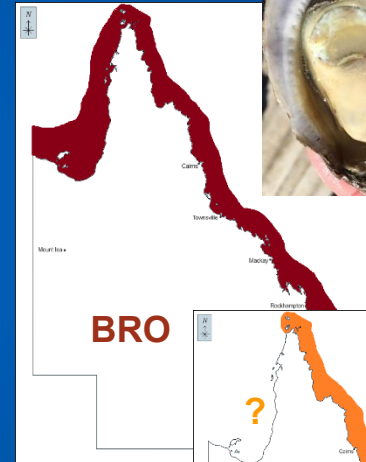 N
Cairns
Townsville
Mount Isa
Mackay
Rockhampton
BRO
N
?
Cairns